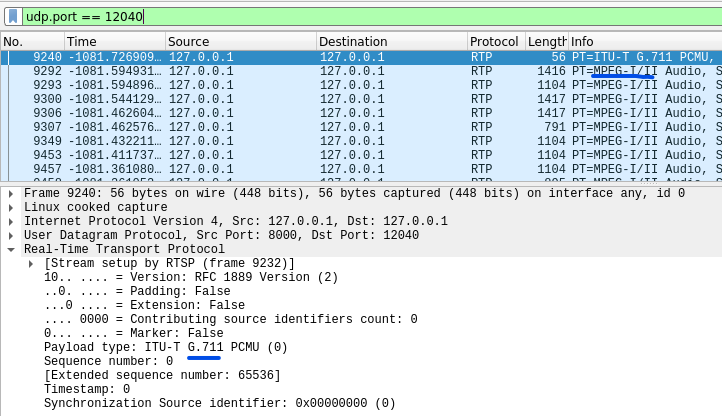 udp.port == 12040
No. Time Source Destination Protocol Length Info
9240 -1081.726909… 127.0.0.1 127.0.0.1 RTP 56 PT=ITU-T G.711 PCMU,
9292 -1081.594931… 127.0.0.1 127.0.0.1 RTP 1416 PT=MPEG-I/II Audio, S
9293 -1081.594896… 127.0.0.1 127.0.0.1 RTP 1104 PT=MPEG-I/II Audio, S
9300 -1081.544129… 127.0.0.1 127.0.0.1 RTP 1417 PT=MPEG-I/II Audio, S
9306 -1081.462604… 127.0.0.1 127.0.0.1 RTP 1417 PT=MPEG-I/II Audio, S
9307 -1081.462576… 127.0.0.1 127.0.0.1 RTP 791 PT=MPEG-I/II Audio, S
9349 -1081.432211… 127.0.0.1 127.0.0.1 RTP 1104 PT=MPEG-I/II Audio, S
9453 -1081.411737… 127.0.0.1 127.0.0.1 RTP 1104 PT=MPEG-I/II Audio, S
9457 -1081.361080… 127.0.0.1 127.0.0.1 RTP 1104 PT=MPEG-I/II Audio, S
Frame 9240: 56 bytes on wire (448 bits), 56 bytes captured (448 bits) on interface any, id 0
Linux cooked capture
Internet Protocol Version 4, Src: 127.0.0.1, Dst: 127.0.0.1
User Datagram Protocol, Src Port: 8000, Dst Port: 12040
Real-Time Transport Protocol
[Stream setup by RTSP (frame 9232)]
10.. .... = Version: RFC 1889 Version (2)
..0. .... = Padding: False
...0 .... = Extension: False
.... 0000 = Contributing source identifiers count: 0
0... .... = Marker: False
Payload type: ITU-T G.711 PCMU (0)
Sequence number: 0
[Extended sequence number: 65536]
Timestamp: 0
Synchronization Source identifier: 0x00000000 (0)